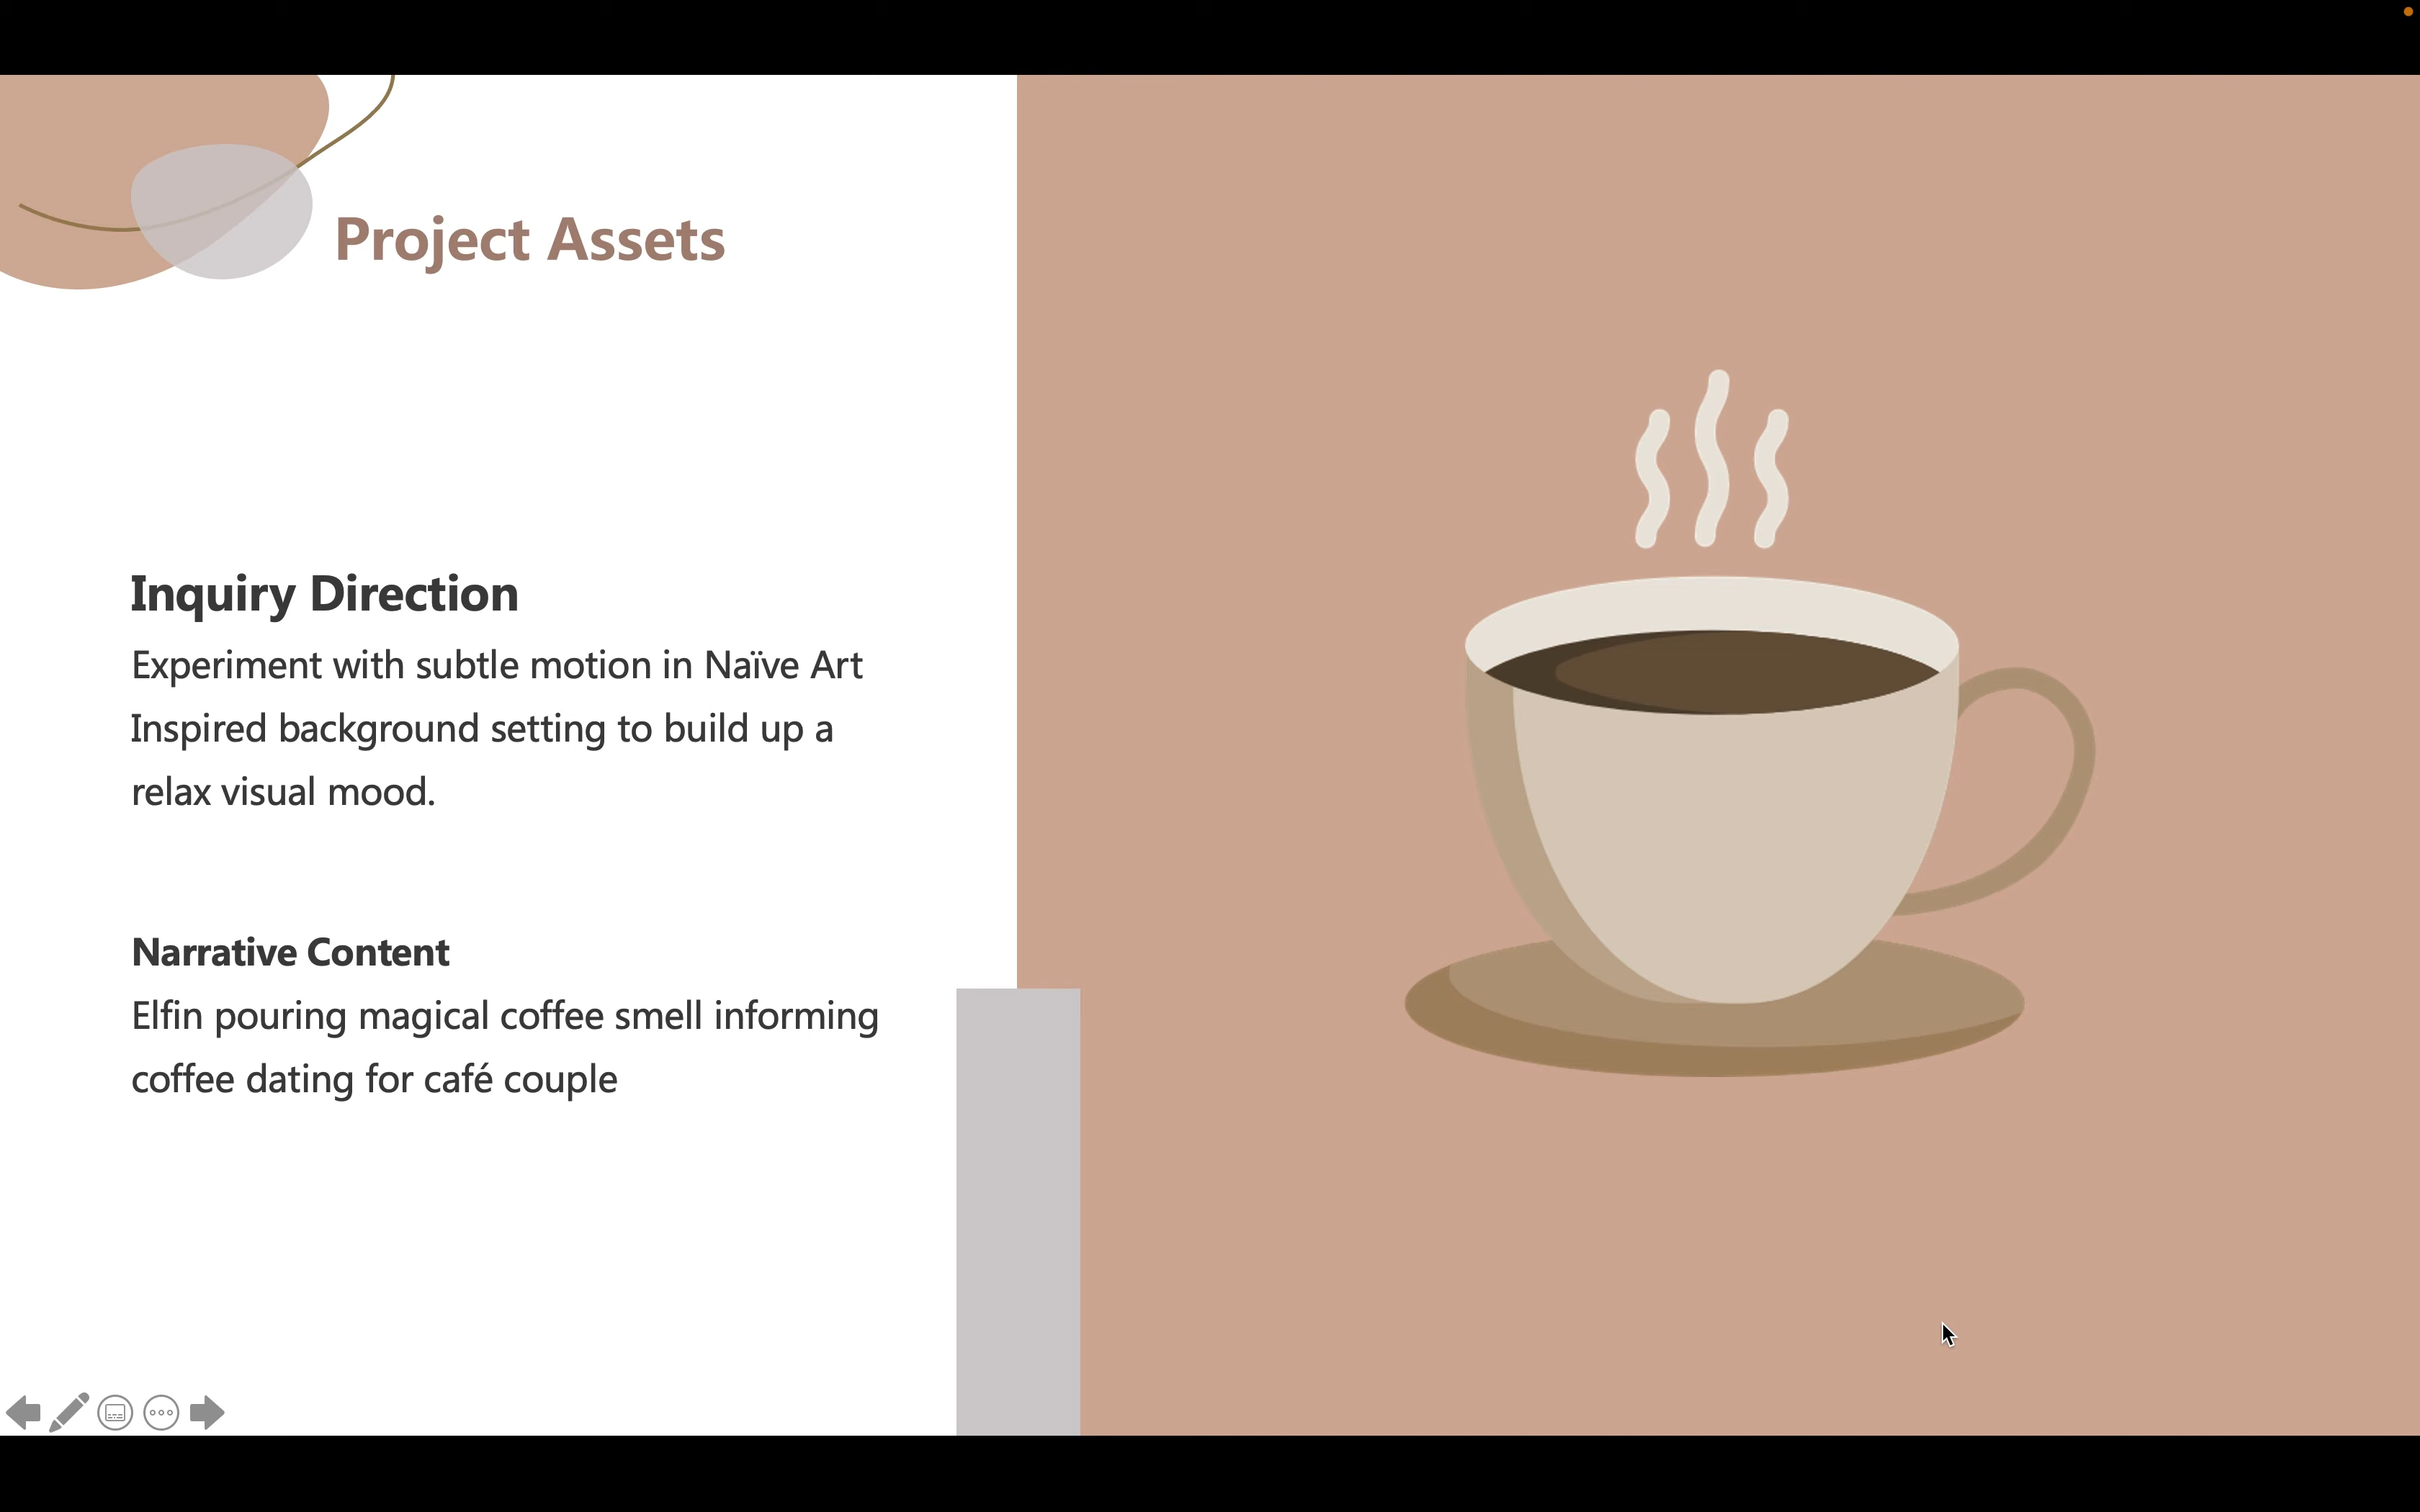 Project Assets
Inquiry Direction
Experiment with subtle motion in Naïve Art
Inspired background setting to build up a
relax visual mood.
Narrative Content
Elfin pouring magical coffee smell informing
coffee dating for café couple